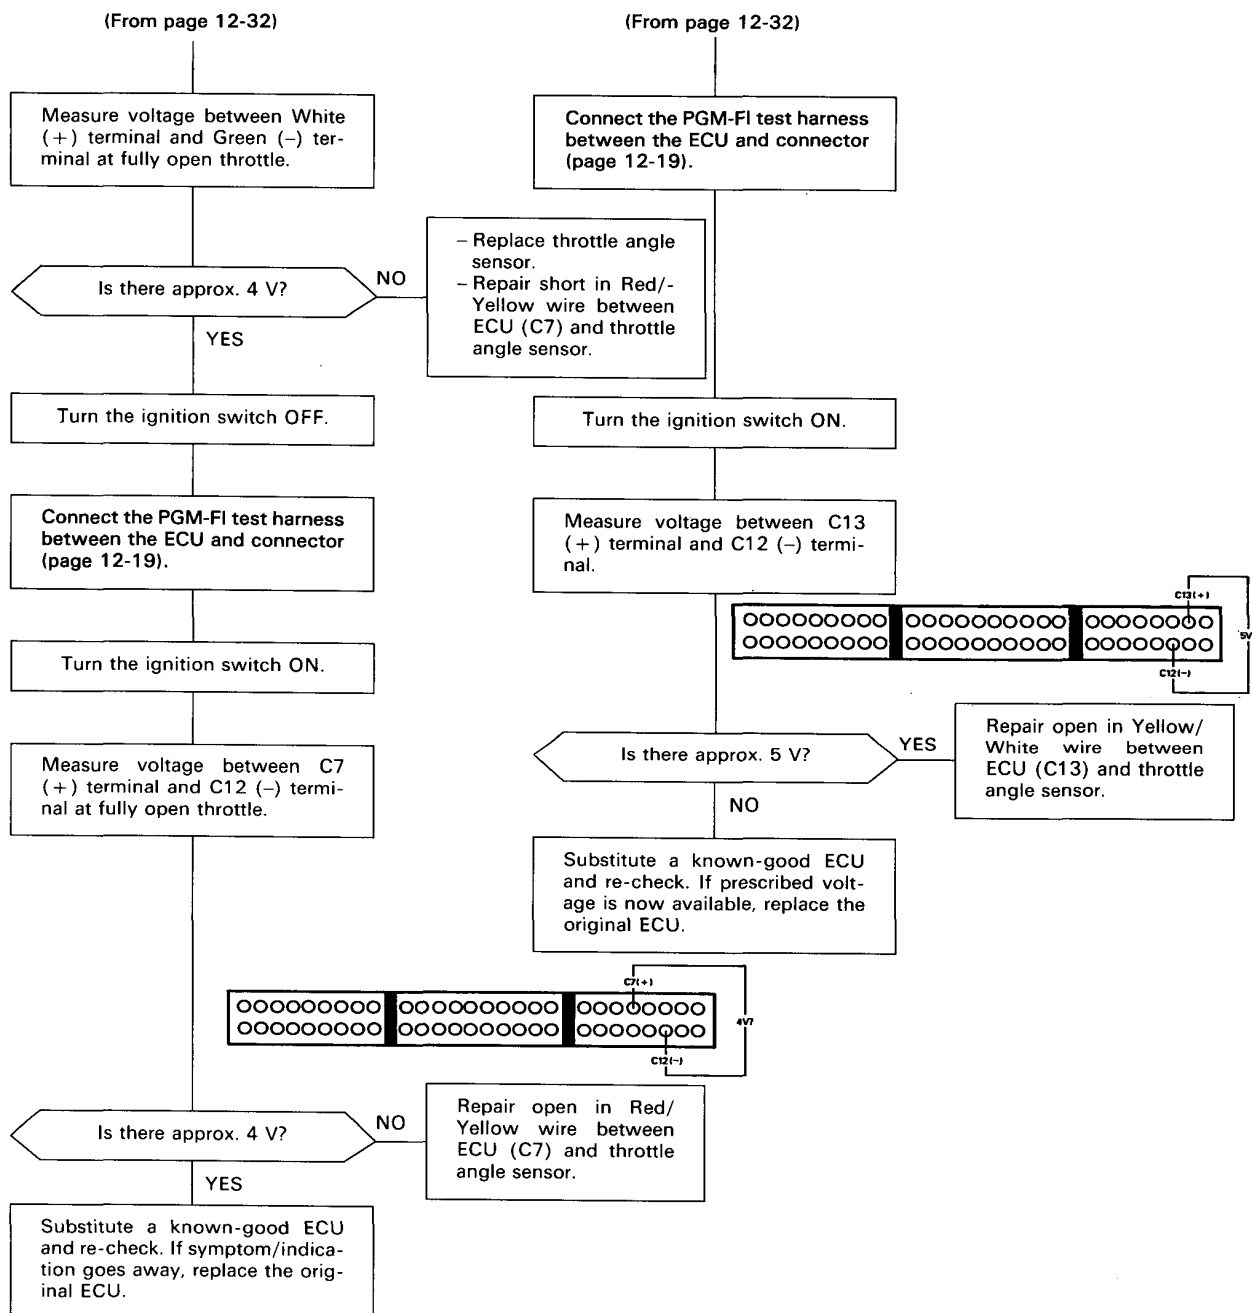 (From page 12-32)
Measure voltage between White
(+) terminal and Green (–) ter-
minal at fully open throttle.
Is there approx. 4 V?
NO
– Replace throttle angle
sensor.
– Repair short in Red/-
Yellow wire between
ECU (C7) and throttle
angle sensor.
YES
Turn the ignition switch OFF.
Connect the PGM-FI test harness
between the ECU and connector
(page 12-19).
Turn the ignition switch ON.
Measure voltage between C7
(+) terminal and C12 (–) termi-
nal at fully open throttle.
C7(+)
4V?
C12(–)
Is there approx. 4 V?
NO
Repair open in Red/
Yellow wire between
ECU (C7) and throttle
angle sensor.
YES
Substitute a known-good ECU
and re-check. If symptom/indica-
tion goes away, replace the orig-
inal ECU.
(From page 12-32)
Connect the PGM-FI test harness
between the ECU and connector
(page 12-19).
Turn the ignition switch ON.
Measure voltage between C13
(+) terminal and C12 (–) termi-
nal.
C13(+)
5V
C12(–)
Is there approx. 5 V?
YES
Repair open in Yellow/
White wire between
ECU (C13) and throttle
angle sensor.
NO
Substitute a known-good ECU
and re-check. If prescribed volt-
age is now available, replace the
original ECU.